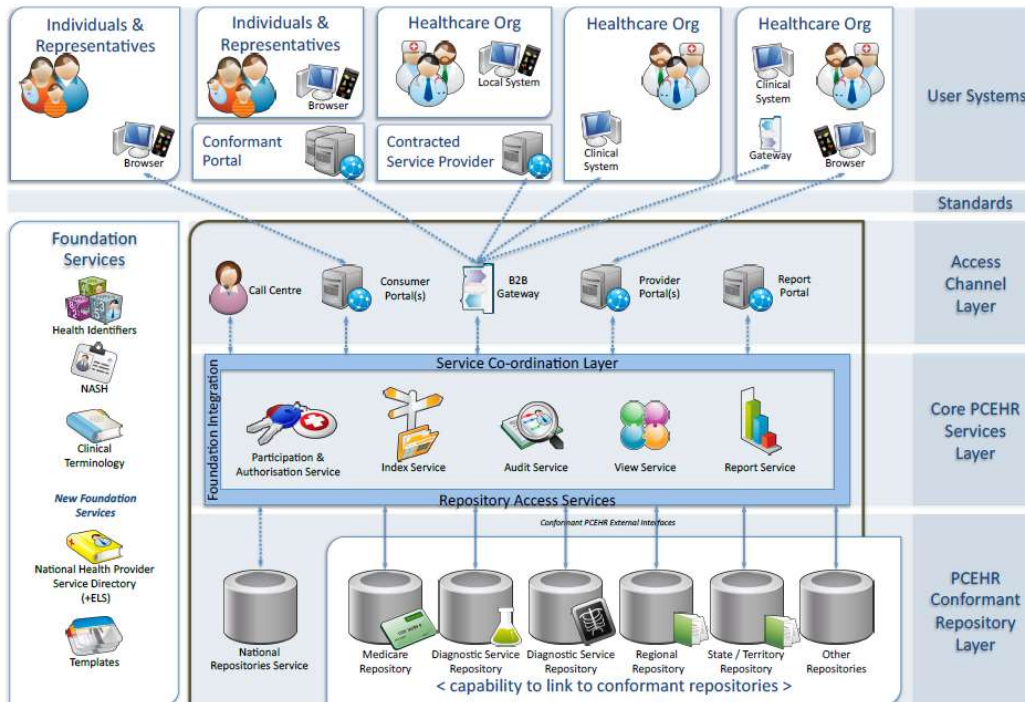 Individuals
& Representatives
Browser
Individuals &
Representatives
Browser
Conformant
Portal
Healthcare Org
Local System
Contracted
Service Provider
Healthcare Org
Clinical
System
Healthcare Org
Clinical
System
Gateway
Browser
User Systems
Standards
Foundation
Services
Health Identifiers
NASH
Clinical
Terminology
New Foundation
Services
National Health Provider
Service Directory
(+ELS)
Templates
Call Centre
Consumer
Portal(s)
B2B
Gateway
Provider
Portal(s)
Report
Portal
Access
Channel
Layer
Service Co-ordination Layer
Foundation Integration
Participation &
Authorisation Service
Index Service
Audit Service
View Service
Report Service
Repository Access Services
Core PCEHR
Services
Layer
Conformant PCEHR External Interfaces
National
Repositories Service
Medicare
Repository
Diagnostic Service
Repository
Diagnostic Service
Repository
Regional
Repository
State / Territory
Repository
Other
Repositories
< capability to link to conformant repositories >
PCEHR
Conformant
Repository
Layer